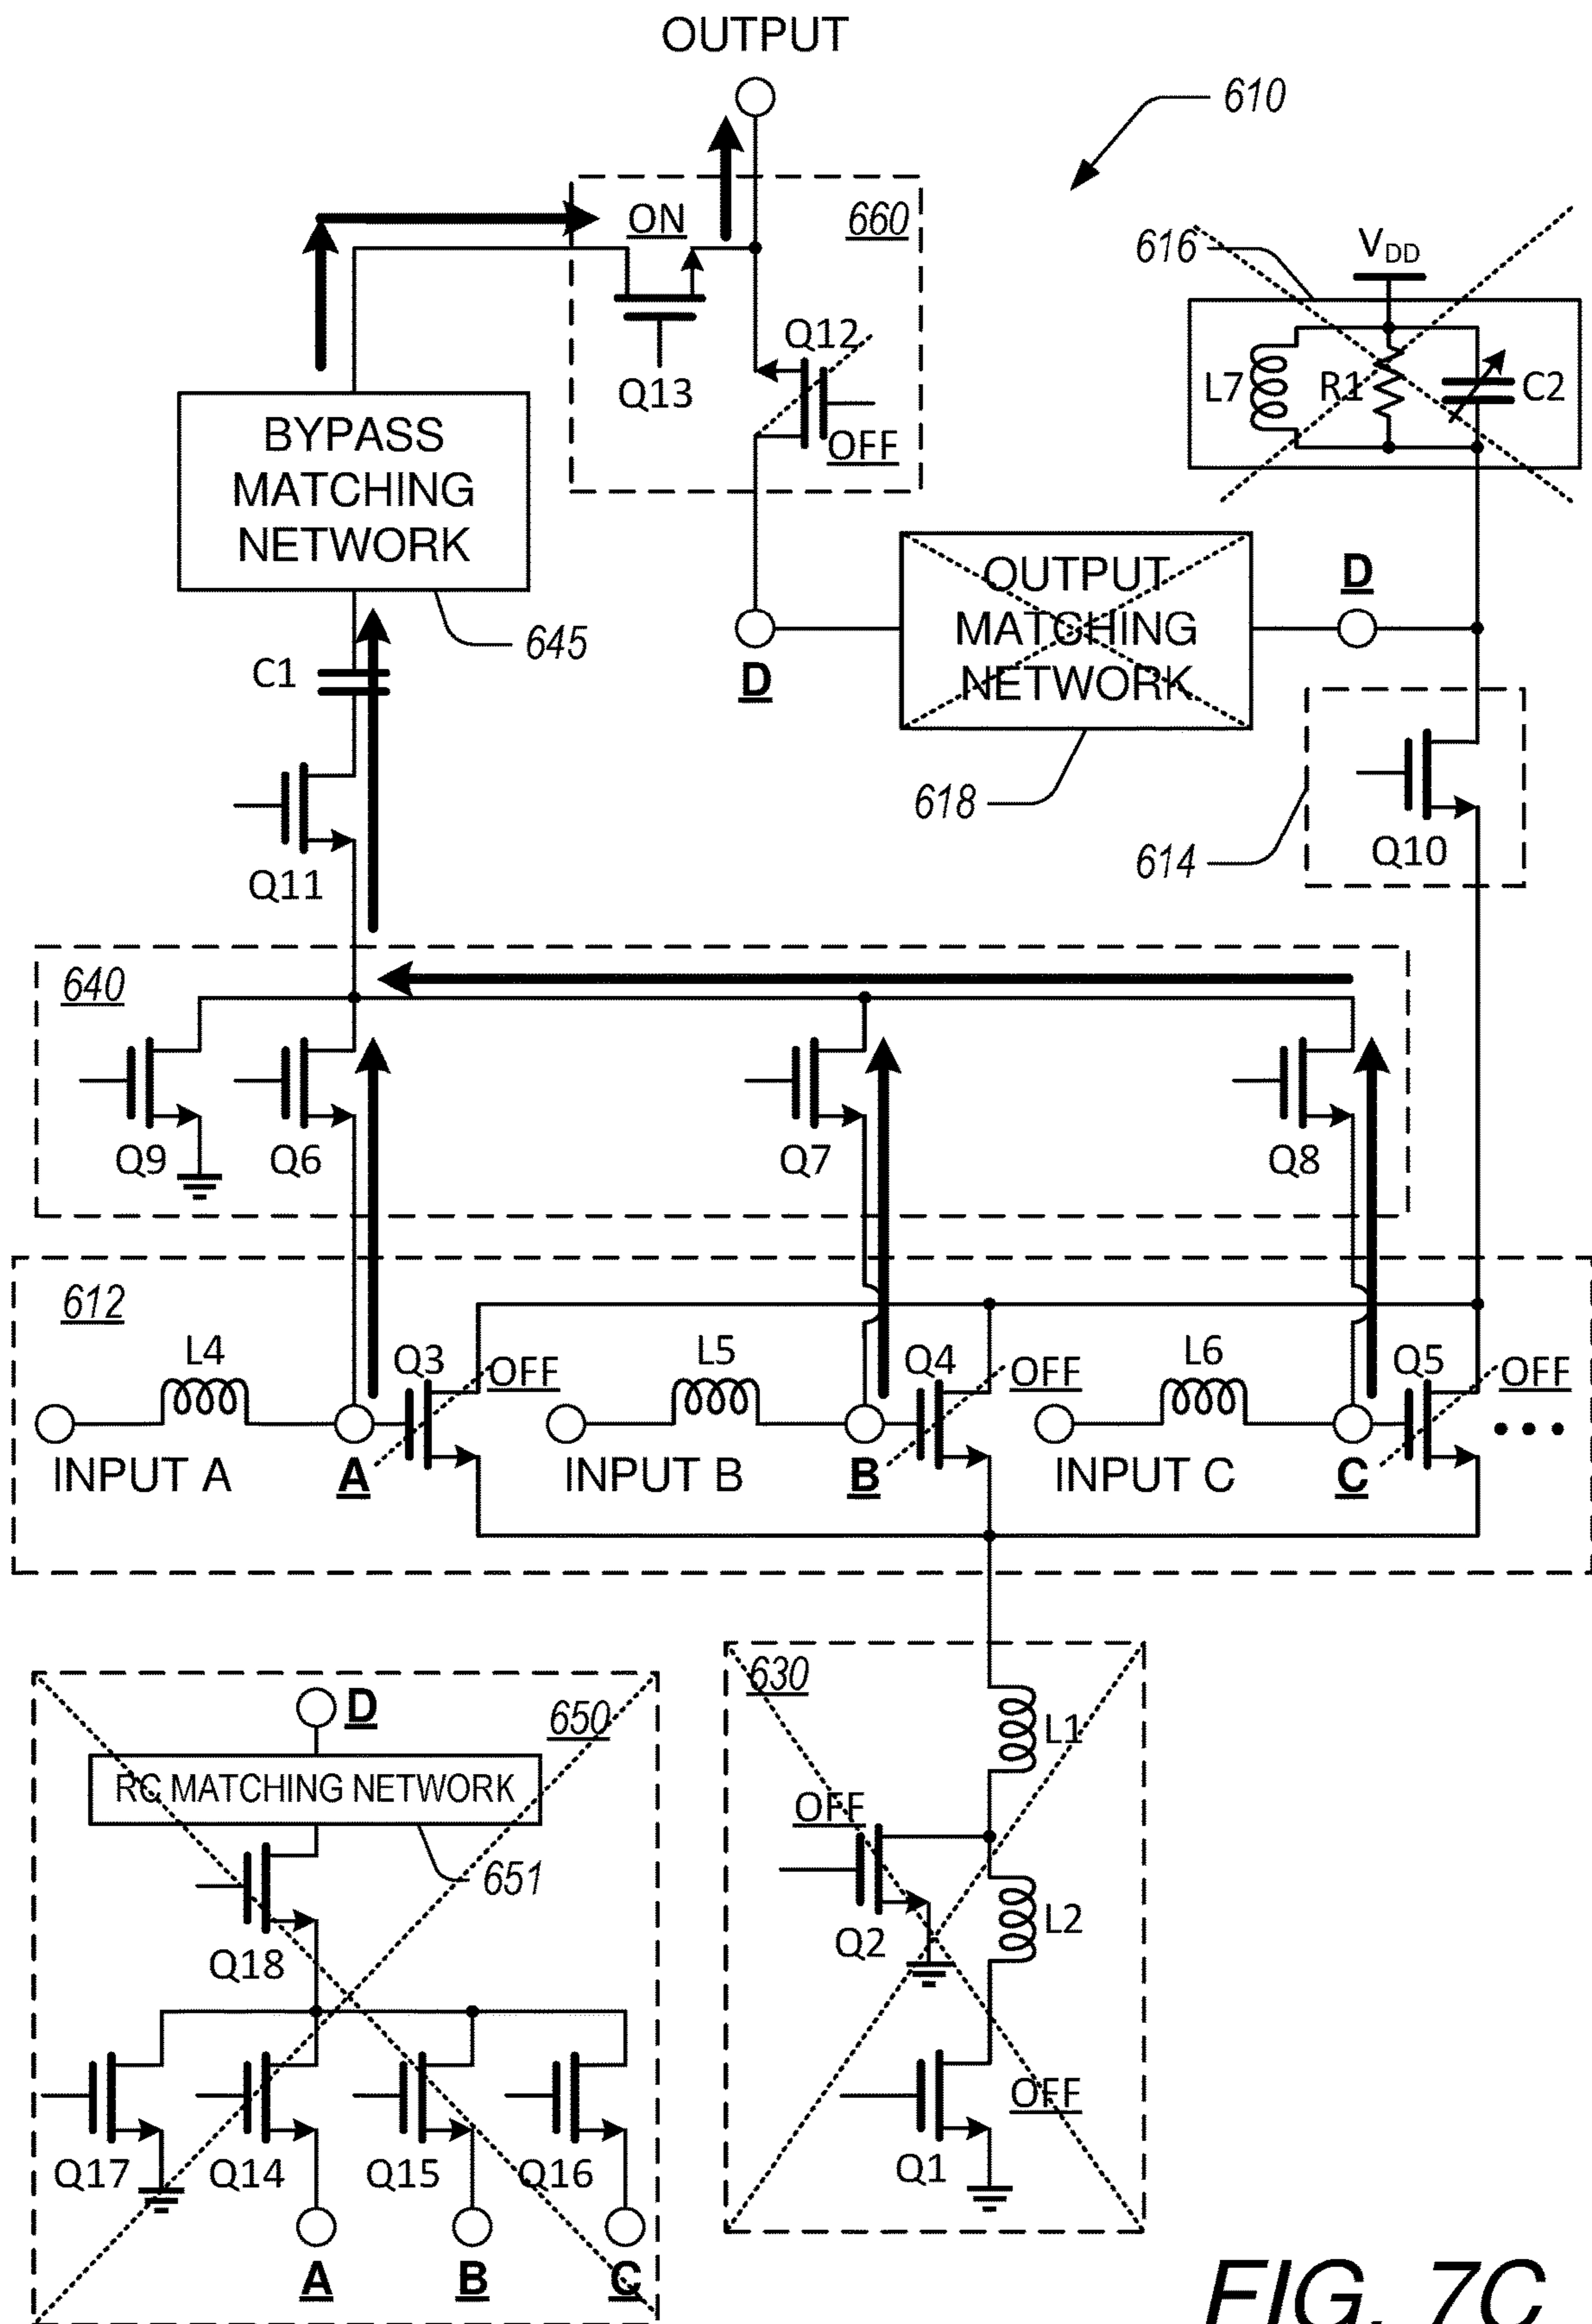 OUTPUT
610
ON
660
616
VDD
Q12
Q13
OFF
L7
R1
C2
BYPASS
MATCHING
NETWORK
645
D
OUTPUT
MATCHING
NETWORK
D
C1
618
614
Q10
Q11
640
Q9
Q6
Q7
Q8
612
L4
Q3
OFF
L5
Q4
OFF
L6
Q5
OFF
INPUT A
A
INPUT B
B
INPUT C
C
630
D
650
L1
RC MATCHING NETWORK
OFF
651
Q2
L2
Q18
OFF
Q17
Q14
Q15
Q16
Q1
A
B
C
FIG. 7C